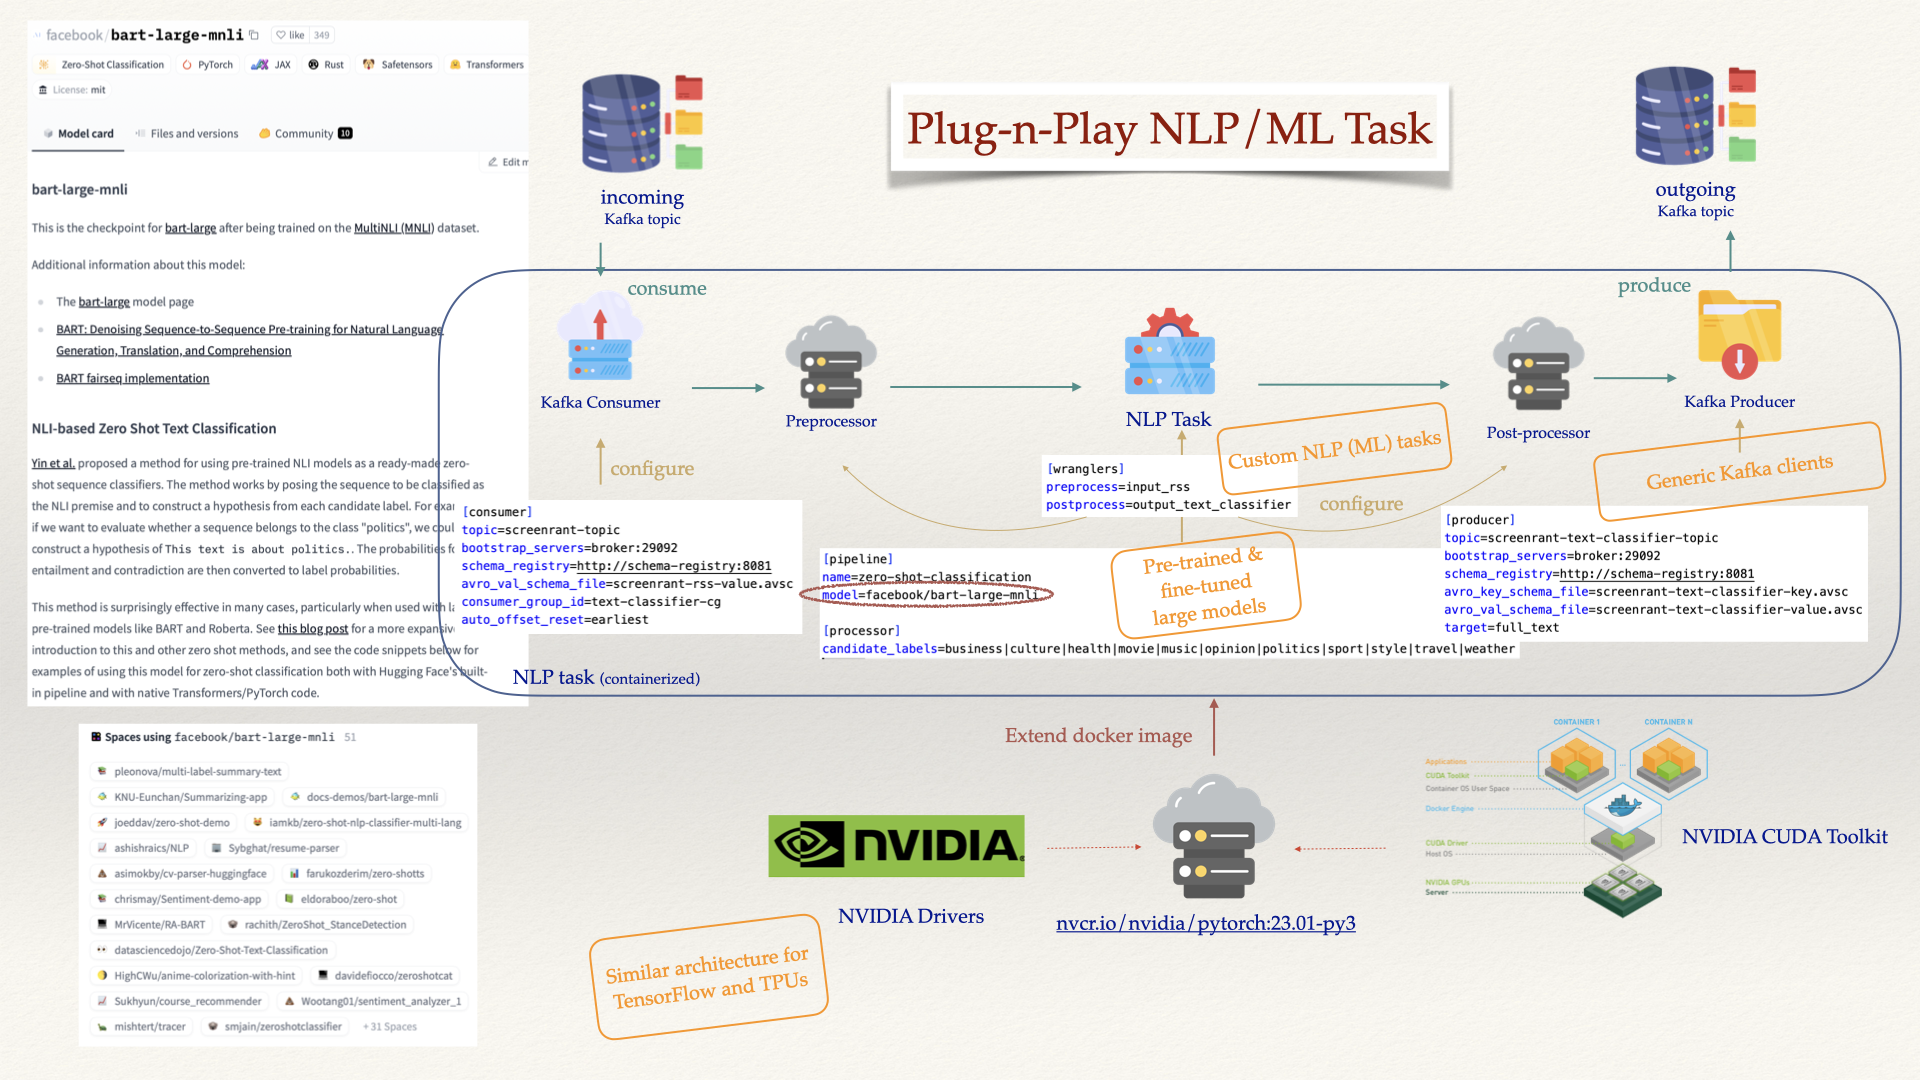 facebook/bart-large-mnli
like 349
Zero-Shot Classification PyTorch JAX Rust Safetensors Transformers
License: mit
Model card Files and versions Community 10
Edit m
bart-large-mnli
This is the checkpoint for bart-large after being trained on the MultiNLI (MNLI) dataset.
Additional information about this model:
The bart-large model page
BART: Denoising Sequence-to-Sequence Pre-training for Natural Language
Generation, Translation, and Comprehension
BART fairseq implementation
NLI-based Zero Shot Text Classification
Yin et al. proposed a method for using pre-trained NLI models as a ready-made zero-
shot sequence classifiers. The method works by posing the sequence to be classified as
the NLI premise and to construct a hypothesis from each candidate label. For exa
if we want to evaluate whether a sequence belongs to the class "politics", we coul
construct a hypothesis of This text is about politics.. The probabilities f
entailment and contradiction are then converted to label probabilities.
This method is surprisingly effective in many cases, particularly when used with la
pre-trained models like BART and Roberta. See this blog post for a more expansiv
introduction to this and other zero shot methods, and see the code snippets below for
examples of using this model for zero-shot classification both with Hugging Face's built-
in pipeline and with native Transformers/PyTorch code.
Spaces using facebook/bart-large-mnli 51
pleonova/multi-label-summary-text
KNU-Eunchan/Summarizing-app docs-demos/bart-large-mnli
joeddav/zero-shot-demo iamkb/zero-shot-nlp-classifier-multi-lang
ashishraics/NLP Sybghat/resume-parser
asimokby/cv-parser-huggingface farukozderim/zero-shotts
chrismay/Sentiment-demo-app eldoraboo/zero-shot
MrVicente/RA-BART rachith/ZeroShot_StanceDetection
datasciencedojo/Zero-Shot-Text-Classification
HighCWu/anime-colorization-with-hint davidefiocco/zeroshotcat
Sukhyun/course_recommender Wootang01/sentiment_analyzer_1
mishtert/tracer smjain/zeroshotclassifier +31 Spaces
Plug-n-Play NLP/ML Task
incoming
Kafka topic
outgoing
Kafka topic
consume
produce
Kafka Consumer
Preprocessor
NLP Task
Post-processor
Kafka Producer
configure
configure
Custom NLP (ML) tasks
Generic Kafka clients
[consumer]
topic=screenrant-topic
bootstrap_servers=broker:29092
schema_registry=http://schema-registry:8081
avro_val_schema_file=screenrant-rss-value.avsc
consumer_group_id=text-classifier-cg
auto_offset_reset=earliest
[wranglers]
preprocess=input_rss
postprocess=output_text_classifier
[pipeline]
name=zero-shot-classification
model=facebook/bart-large-mnli
[processor]
candidate_labels=business|culture|health|movie|music|opinion|politics|sport|style|travel|weather
Pre-trained &
fine-tuned
large models
[producer]
topic=screenrant-text-classifier-topic
bootstrap_servers=broker:29092
schema_registry=http://schema-registry:8081
avro_key_schema_file=screenrant-text-classifier-key.avsc
avro_val_schema_file=screenrant-text-classifier-value.avsc
target=full_text
NLP task (containerized)
Extend docker image
NVIDIA.
NVIDIA Drivers
nvcr.io/nvidia/pytorch:23.01-py3
CONTAINER 1 CONTAINER N
Applications
CUDA Toolkit
Container OS User Space
Docker Engine
CUDA Driver
Host OS
NVIDIA GPUs
Server
NVIDIA CUDA Toolkit
Similar architecture for
TensorFlow and TPUs